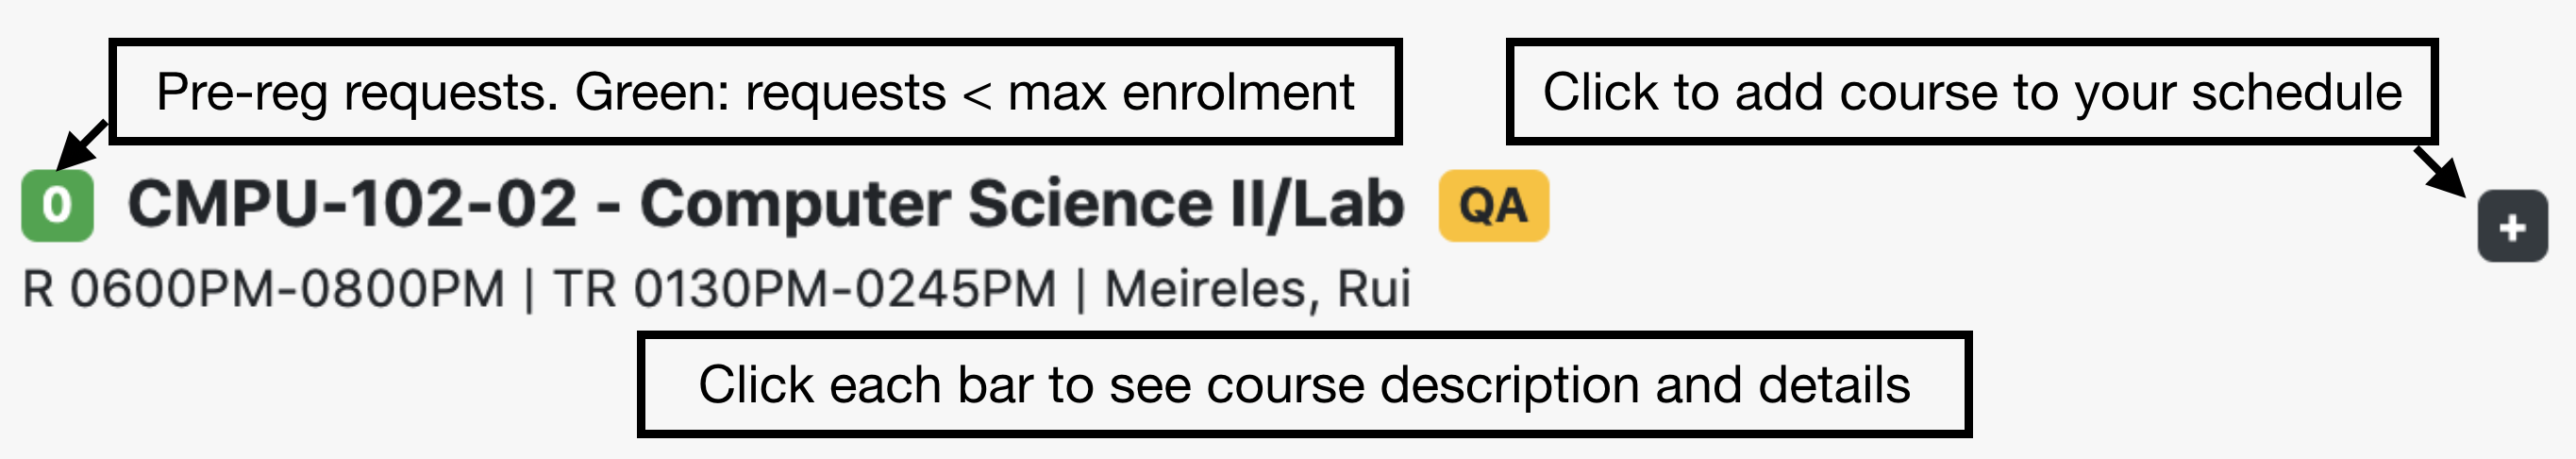 Pre-reg requests. Green: requests < max enrolment
Click to add course to your schedule
0 CMPU-102-02 - Computer Science II/Lab QA +
R 0600PM-0800PM | TR 0130PM-0245PM | Meireles, Rui
Click each bar to see course description and details